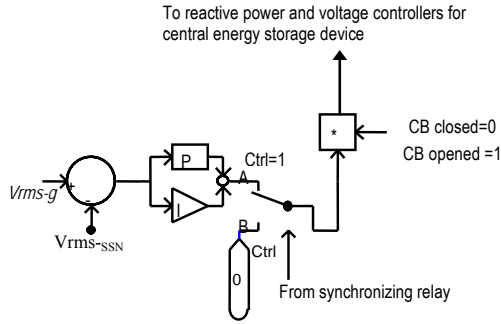 To reactive power and voltage controllers for
central energy storage device
*
CB closed=0
CB opened =1
P
Ctrl=1
A
Vrms-g
+
-
I
B
Vrms-SSN
Ctrl
0
From synchronizing relay